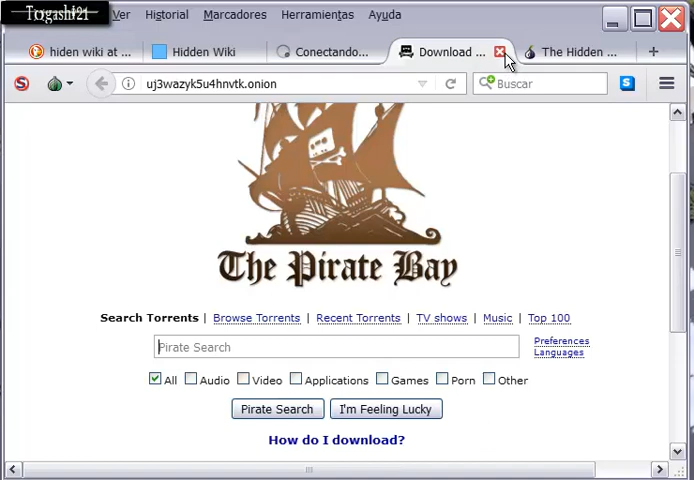 Togashi21
Ver Historial Marcadores Herramientas Ayuda
hiden wiki at ... Hidden Wiki Conectando... Download ... The Hidden ...
uj3wazyk5u4hnvtk.onion Buscar
The Pirate Bay
Search Torrents | Browse Torrents | Recent Torrents | TV shows | Music | Top 100
Pirate Search Preferences
Languages
All Audio Video Applications Games Porn Other
Pirate Search I'm Feeling Lucky
How do I download?